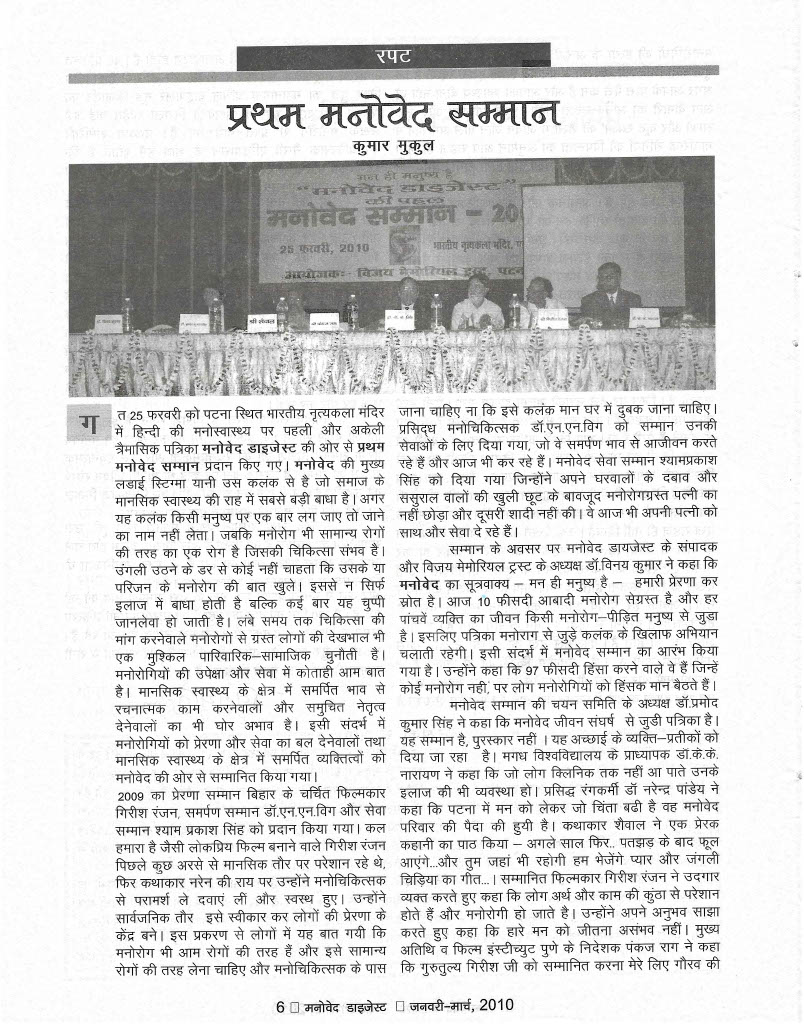 रपट
प्रथम मनोवेद सम्मान
कुमार मुकुल
मन ही मनुष्य है
"मनोवेद डाइजेस्ट"
की पहल
मनोवेद सम्मान - 20
25 फरवरी, 2010
भारतीय नृत्यकला मंदिर,
आयोजकः- विजय मेमोरियल ट्रस्ट, पटन
श्री शैवाल
गत 25 फरवरी को पटना स्थित भारतीय नृत्यकला मंदिर
में हिन्दी की मनोस्वास्थ्य पर पहली और अकेली
त्रैमासिक पत्रिका मनोवेद डाइजेस्ट की ओर से प्रथम
मनोवेद सम्मान प्रदान किए गए। मनोवेद की मुख्य
लडाई स्टिग्मा यानी उस कलंक से है जो समाज के
मानसिक स्वास्थ्य की राह में सबसे बड़ी बाधा है। अगर
यह कलंक किसी मनुष्य पर एक बार लग जाए तो जाने
का नाम नहीं लेता। जबकि मनोरोग भी सामान्य रोगों
की तरह का एक रोग है जिसकी चिकित्सा संभव है।
उंगली उठने के डर से कोई नहीं चाहता कि उसके या
परिजन के मनोरोग की बात खुले। इससे न सिर्फ
इलाज में बाधा होती है बल्कि कई बार यह चुप्पी
जानलेवा हो जाती है। लंबे समय तक चिकित्सा की
मांग करनेवाले मनोरोगों से ग्रस्त लोगों की देखभाल भी
एक मुश्किल पारिवारिक–सामाजिक चुनौती है।
मनोरोगियों की उपेक्षा और सेवा में कोताही आम बात
है। मानसिक स्वास्थ्य के क्षेत्र में समर्पित भाव से
रचनात्मक काम करनेवालों और समुचित नेतृत्व
देनेवालों का भी घोर अभाव है। इसी संदर्भ में
मनोरोगियों को प्रेरणा और सेवा का बल देनेवालों तथा
मानसिक स्वास्थ्य के क्षेत्र में समर्पित व्यक्तित्वों को
मनोवेद की ओर से सम्मानित किया गया।
2009 का प्रेरणा सम्मान बिहार के चर्चित फिल्मकार
गिरीश रंजन, समर्पण सम्मान डॉ.एन.एन.विग और सेवा
सम्मान श्याम प्रकाश सिंह को प्रदान किया गया। कल
हमारा है जैसी लोकप्रिय फिल्म बनाने वाले गिरीश रंजन
पिछले कुछ अरसे से मानसिक तौर पर परेशान रहे थे,
फिर कथाकार नरेन की राय पर उन्होंने मनोचिकित्सक
से परामर्श ले दवाएं लीं और स्वस्थ हुए। उन्होंने
सार्वजनिक तौर इसे स्वीकार कर लोगों की प्रेरणा के
केंद्र बने। इस प्रकरण से लोगों में यह बात गयी कि
मनोरोग भी आम रोगों की तरह हैं और इसे सामान्य
रोगों की तरह लेना चाहिए और मनोचिकित्सक के पास
जाना चाहिए ना कि इसे कलंक मान घर में दुबक जाना चाहिए।
प्रसिद्ध मनोचिकित्सक डॉ.एन.एन.विग को सम्मान उनकी
सेवाओं के लिए दिया गया, जो वे समर्पण भाव से आजीवन करते
रहे हैं और आज भी कर रहे हैं। मनोवेद सेवा सम्मान श्यामप्रकाश
सिंह को दिया गया जिन्होंने अपने घरवालों के दबाव और
ससुराल वालों की खुली छूट के बावजूद मनोरोगग्रस्त पत्नी का
नहीं छोड़ा और दूसरी शादी नहीं की। वे आज भी अपनी पत्नी को
साथ और सेवा दे रहे हैं।
सम्मान के अवसर पर मनोवेद डायजेस्ट के संपादक
और विजय मेमोरियल ट्रस्ट के अध्यक्ष डॉ.विनय कुमार ने कहा कि
मनोवेद का सूत्रवाक्य – मन ही मनुष्य है – हमारी प्रेरणा कर
स्रोत है। आज 10 फीसदी आबादी मनोरोग सेग्रस्त है और हर
पांचवें व्यक्ति का जीवन किसी मनोरोग–पीड़ित मनुष्य से जुडा
है। इसलिए पत्रिका मनोराग से जुड़े कलंक के खिलाफ अभियान
चलाती रहेगी। इसी संदर्भ में मनोवेद सम्मान का आरंभ किया
गया है। उन्होंने कहा कि 97 फीसदी हिंसा करने वाले वे हैं जिन्हें
कोई मनोरोग नहीं, पर लोग मनोरोगियों को हिंसक मान बैठते हैं।
मनोवेद सम्मान की चयन समिति के अध्यक्ष डॉ.प्रमोद
कुमार सिंह ने कहा कि मनोवेद जीवन संघर्ष से जुडी पत्रिका है।
यह सम्मान है, पुरस्कार नहीं । यह अच्छाई के व्यक्ति–प्रतीकों को
दिया जा रहा है। मगध विश्वविद्यालय के प्राध्यापक डॉ.के.के.
नारायण ने कहा कि जो लोग क्लिनिक तक नहीं आ पाते उनके
इलाज की भी व्यवस्था हो। प्रसिद्ध रंगकर्मी डॉ नरेन्द्र पांडेय ने
कहा कि पटना में मन को लेकर जो चिंता बढी है वह मनोवेद
परिवार की पैदा की हुयी है। कथाकार शैवाल ने एक प्रेरक
कहानी का पाठ किया – अगले साल फिर.. पतझड़ के बाद फूल
आएंगे...और तुम जहां भी रहोगी हम भेजेंगे प्यार और जंगली
चिड़िया का गीत...। सम्मानित फिल्मकार गिरीश रंजन ने उदगार
व्यक्त करते हुए कहा कि लोग अर्थ और काम की कुंठा से परेशान
होते हैं और मनोरोगी हो जाते है। उन्होंने अपने अनुभव साझा
करते हुए कहा कि हारे मन को जीतना असंभव नहीं। मुख्य
अतिथि व फिल्म इंस्टीच्युट पुणे के निदेशक पंकज राग ने कहा
कि गुरुतुल्य गिरीश जी को सम्मानित करना मेरे लिए गौरव की
6 □ मनोवेद डाइजेस्ट □ जनवरी-मार्च, 2010